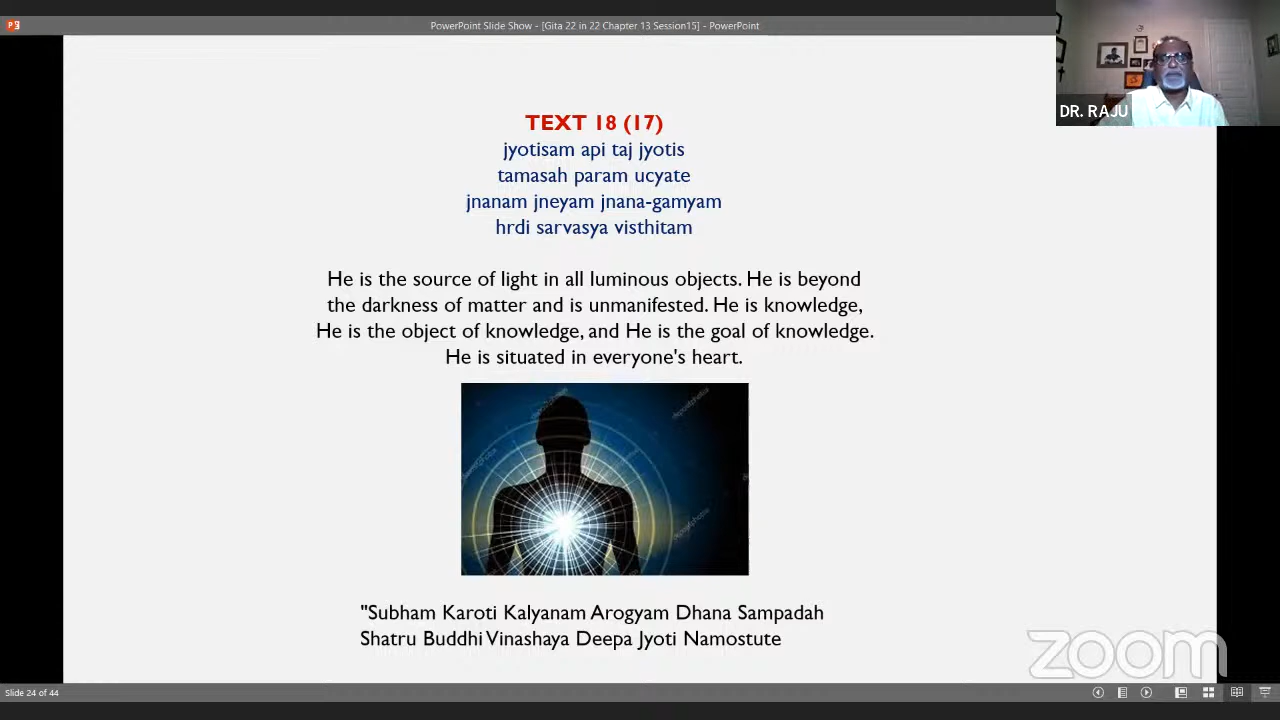 PowerPoint Slide Show - [Gita 22 in 22 Chapter 13 Session15] - PowerPoint
DR. RAJU
TEXT 18 (17)
jyotisam api taj jyotis
tamasah param ucyate
jnanam jneyam jnana-gamyam
hrdi sarvasya visthitam
He is the source of light in all luminous objects. He is beyond
the darkness of matter and is unmanifested. He is knowledge,
He is the object of knowledge, and He is the goal of knowledge.
He is situated in everyone's heart.
depositphotos
"Subham Karoti Kalyanam Arogyam Dhana Sampadah
Shatru Buddhi Vinashaya Deepa Jyoti Namostute
zoom
Slide 24 of 44